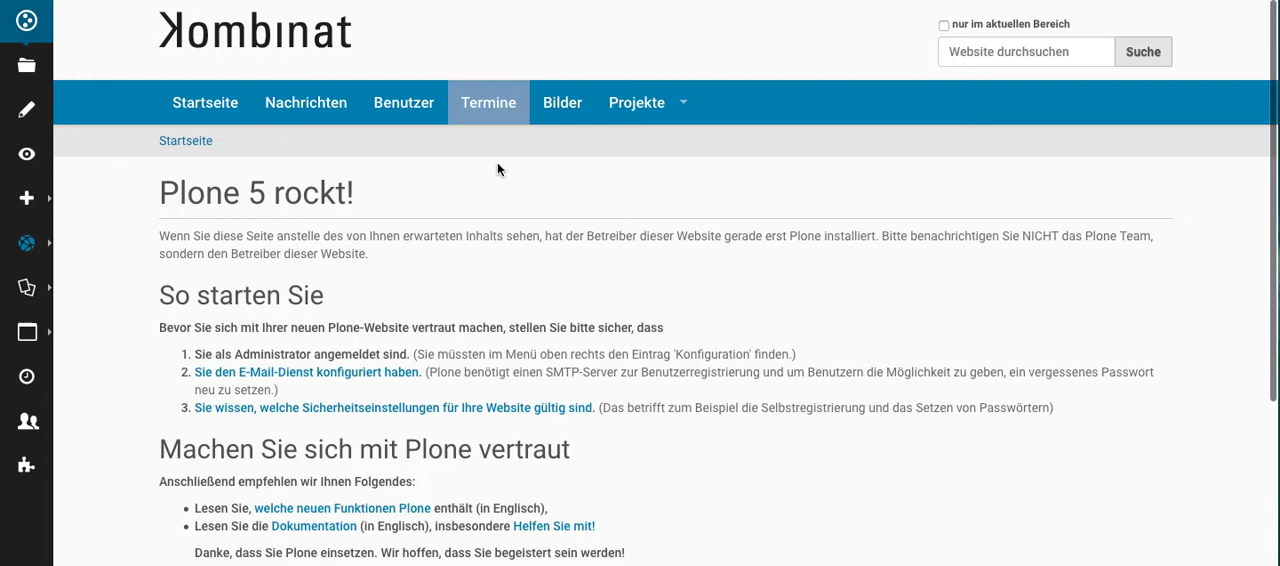 Kombinat
nur im aktuellen Bereich
Website durchsuchen Suche
Startseite Nachrichten Benutzer Termine Bilder Projekte
Startseite
Plone 5 rockt!
Wenn Sie diese Seite anstelle des von Ihnen erwarteten Inhalts sehen, hat der Betreiber dieser Website gerade erst Plone installiert. Bitte benachrichtigen Sie NICHT das Plone Team,
sondern den Betreiber dieser Website.
So starten Sie
Bevor Sie sich mit Ihrer neuen Plone-Website vertraut machen, stellen Sie bitte sicher, dass
1. Sie als Administrator angemeldet sind. (Sie müssten im Menü oben rechts den Eintrag 'Konfiguration' finden.)
2. Sie den E-Mail-Dienst konfiguriert haben. (Plone benötigt einen SMTP-Server zur Benutzerregistrierung und um Benutzern die Möglichkeit zu geben, ein vergessenes Passwort
neu zu setzen.)
3. Sie wissen, welche Sicherheitseinstellungen für Ihre Website gültig sind. (Das betrifft zum Beispiel die Selbstregistrierung und das Setzen von Passwörtern)
Machen Sie sich mit Plone vertraut
Anschließend empfehlen wir Ihnen Folgendes:
• Lesen Sie, welche neuen Funktionen Plone enthält (in Englisch),
• Lesen Sie die Dokumentation (in Englisch), insbesondere Helfen Sie mit!
Danke, dass Sie Plone einsetzen. Wir hoffen, dass Sie begeistert sein werden!